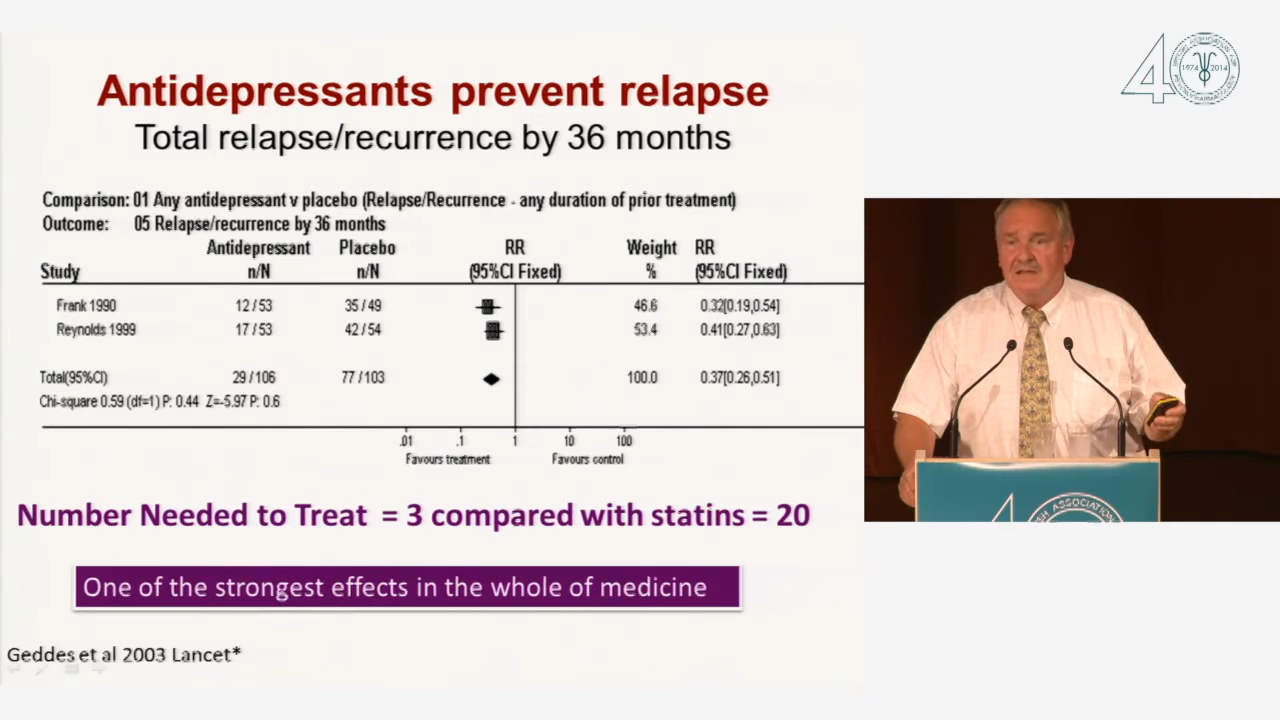 Antidepressants prevent relapse
Total relapse/recurrence by 36 months
Comparison: 01 Any antidepressant v placebo (Relapse/Recurrence - any duration of prior treatment)
Outcome: 05 Relapse/recurrence by 36 months
Antidepressant Placebo RR Weight RR
Study n/N n/N (95%CI Fixed) % (95%CI Fixed)
Frank 1990 12 / 53 35 / 49 46.6 0.32[0.19,0.54]
Reynolds 1999 17 / 53 42 / 54 53.4 0.41[0.27,0.63]
Total(95%CI) 29 / 106 77 / 103 100.0 0.37[0.26,0.51]
Chi-square 0.59 (df=1) P: 0.44 Z=-5.97 P: 0.6
.01 .1 1 10 100
Favours treatment Favours control
Number Needed to Treat = 3 compared with statins = 20
One of the strongest effects in the whole of medicine
Geddes et al 2003 Lancet*
40
1974 2014
40
ASSOCIATION